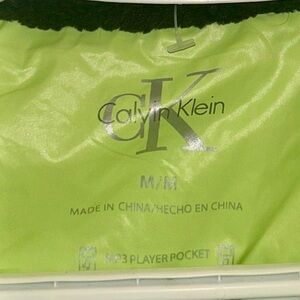 CK
Calvin Klein
M/M
MADE IN CHINA/HECHO EN CHINA
MP3 PLAYER POCKET